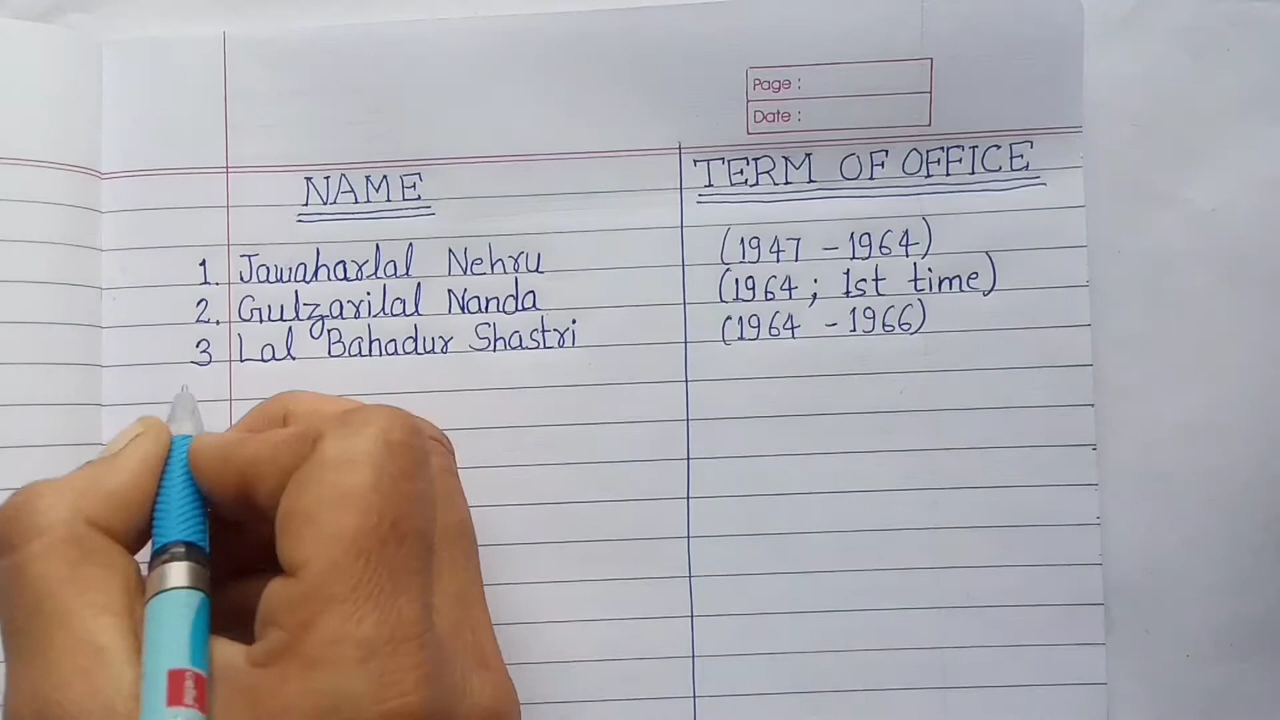 Page :
Date :
NAME TERM OF OFFICE
1. Jawaharlal Nehru (1947 - 1964)
2. Gulzarilal Nanda (1964 ; 1st time)
3 Lal Bahadur Shastri (1964 - 1966)